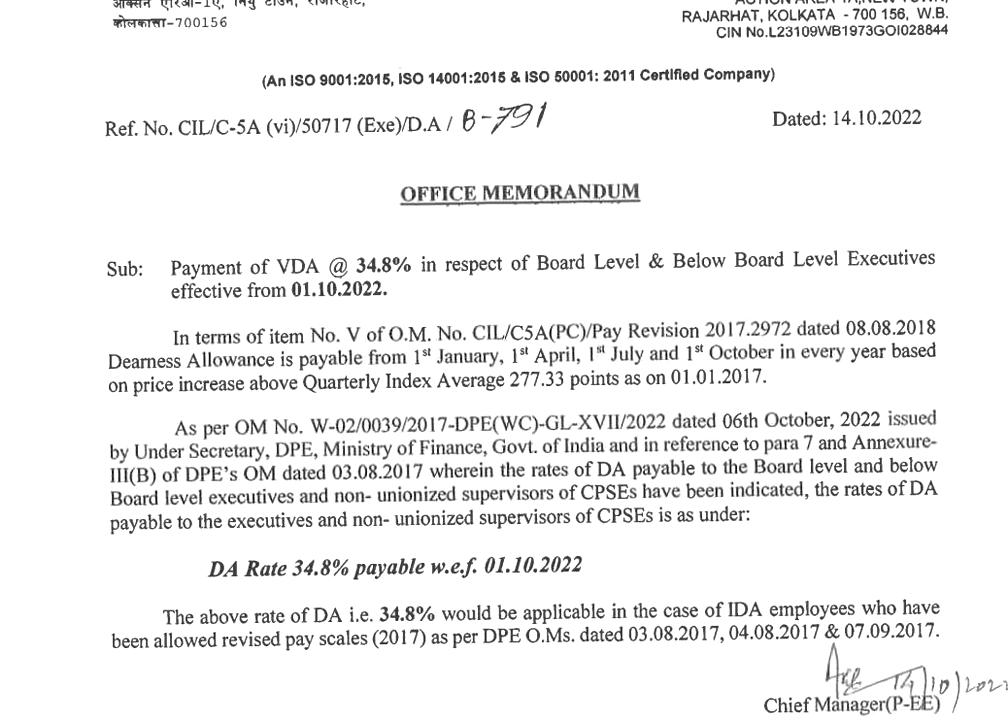 एक्शन एरिआ-1ए, न्यु टाउन, राजारहाट,
कोलकात्ता-700156
ACTION AREA-1A,NEW TOWN,
RAJARHAT, KOLKATA - 700 156, W.B.
CIN No.L23109WB1973GOI028844
(An ISO 9001:2015, ISO 14001:2015 & ISO 50001: 2011 Certified Company)
Ref. No. CIL/C-5A (vi)/50717 (Exe)/D.A / B-791
Dated: 14.10.2022
OFFICE MEMORANDUM
Sub: Payment of VDA @ 34.8% in respect of Board Level & Below Board Level Executives
effective from 01.10.2022.
In terms of item No. V of O.M. No. CIL/C5A(PC)/Pay Revision 2017.2972 dated 08.08.2018
Dearness Allowance is payable from 1st January, 1st April, 1st July and 1st October in every year based
on price increase above Quarterly Index Average 277.33 points as on 01.01.2017.
As per OM No. W-02/0039/2017-DPE(WC)-GL-XVII/2022 dated 06th October, 2022 issued
by Under Secretary, DPE, Ministry of Finance, Govt. of India and in reference to para 7 and Annexure-
III(B) of DPE's OM dated 03.08.2017 wherein the rates of DA payable to the Board level and below
Board level executives and non- unionized supervisors of CPSEs have been indicated, the rates of DA
payable to the executives and non- unionized supervisors of CPSEs is as under:
DA Rate 34.8% payable w.e.f. 01.10.2022
The above rate of DA i.e. 34.8% would be applicable in the case of IDA employees who have
been allowed revised pay scales (2017) as per DPE O.Ms. dated 03.08.2017, 04.08.2017 & 07.09.2017.
14/10/2022
Chief Manager(P-EE)